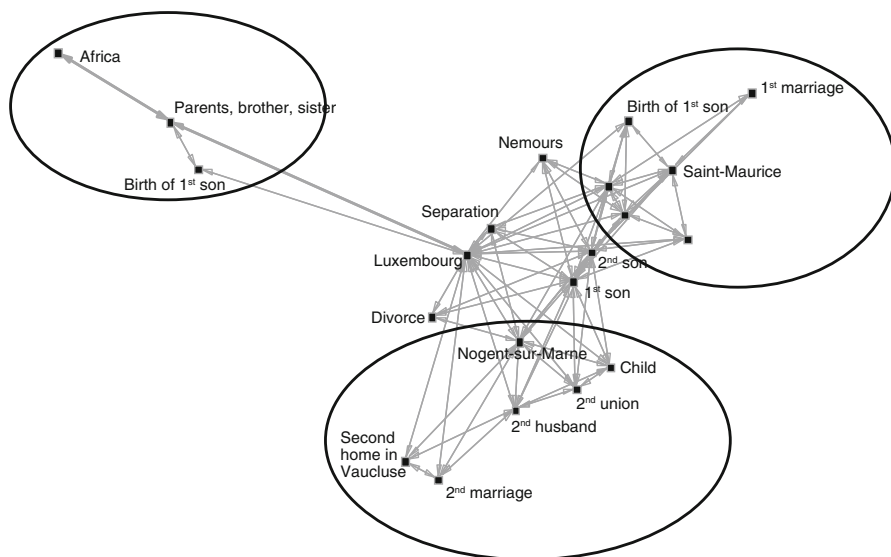 Africa
Parents, brother, sister
Birth of 1st son
1st marriage
Birth of 1st son
Nemours
Saint-Maurice
Separation
Luxembourg
2nd son
1st son
Divorce
Nogent-sur-Marne
Child
2nd union
2nd husband
Second
home in
Vaucluse
2nd marriage